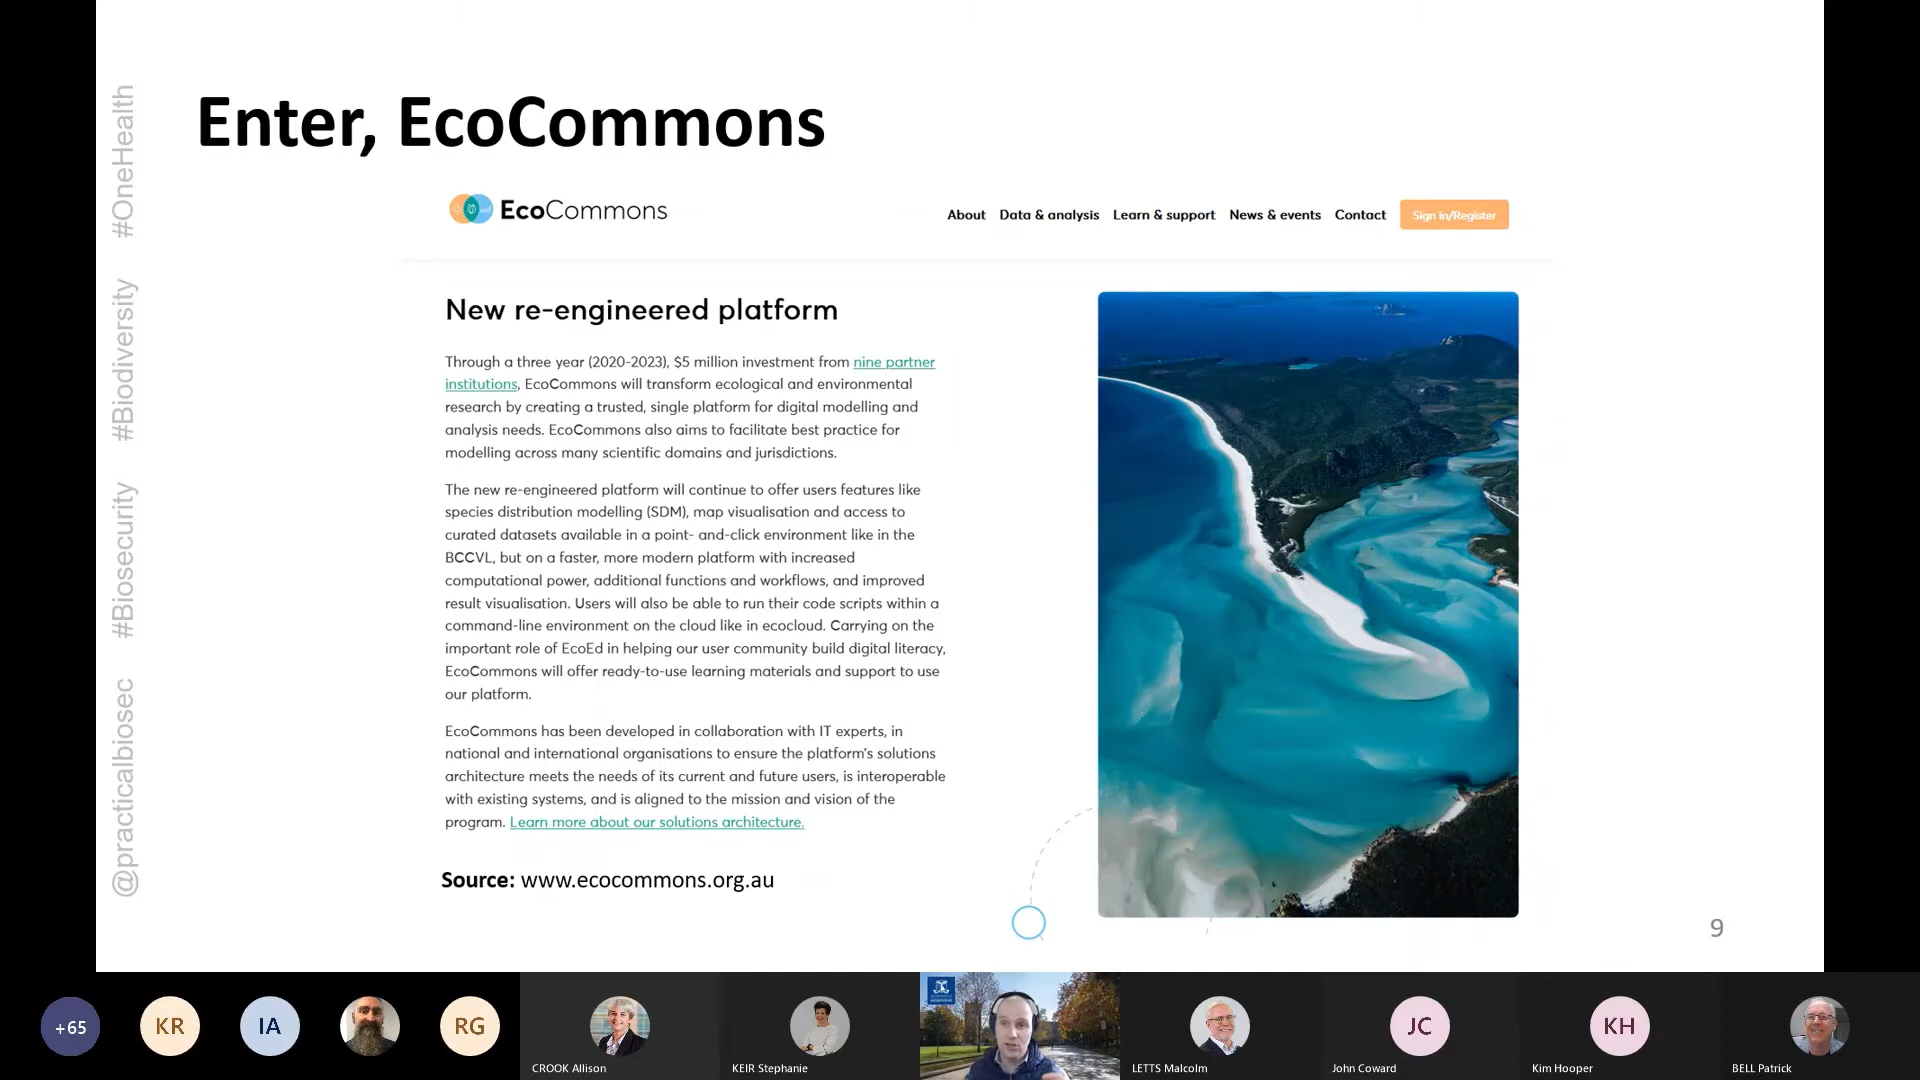 Enter, EcoCommons
#OneHealth
#Biodiversity
#Biosecurity
@practicalbiosec
EcoCommons
About Data & analysis Learn & support News & events Contact Sign in/Register
New re-engineered platform
Through a three year (2020-2023), $5 million investment from nine partner
institutions, EcoCommons will transform ecological and environmental
research by creating a trusted, single platform for digital modelling and
analysis needs. EcoCommons also aims to facilitate best practice for
modelling across many scientific domains and jurisdictions.
The new re-engineered platform will continue to offer users features like
species distribution modelling (SDM), map visualisation and access to
curated datasets available in a point- and-click environment like in the
BCCVL, but on a faster, more modern platform with increased
computational power, additional functions and workflows, and improved
result visualisation. Users will also be able to run their code scripts within a
command-line environment on the cloud like in ecocloud. Carrying on the
important role of EcoEd in helping our user community build digital literacy,
EcoCommons will offer ready-to-use learning materials and support to use
our platform.
EcoCommons has been developed in collaboration with IT experts, in
national and international organisations to ensure the platform's solutions
architecture meets the needs of its current and future users, is interoperable
with existing systems, and is aligned to the mission and vision of the
program. Learn more about our solutions architecture.
Source: www.ecocommons.org.au
9
+65 KR IA RG JC KH
CROOK Allison KEIR Stephanie LETTS Malcolm John Coward Kim Hooper BELL Patrick